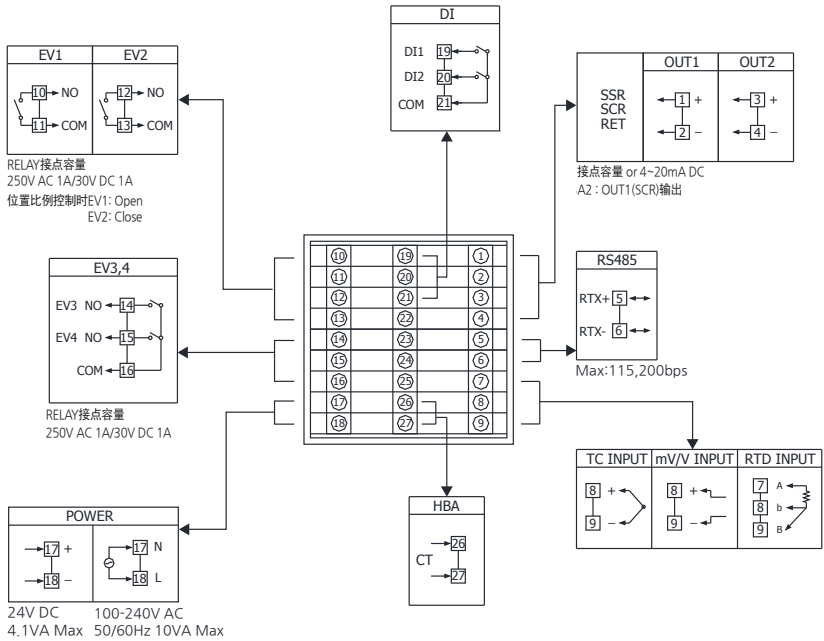 DI
DI1 19
DI2 20
COM 21
EV1 EV2
10 NO 12 NO
11 COM 13 COM
RELAY接点容量
250V AC 1A/30V DC 1A
位置比例控制时EV1: Open
EV2: Close
OUT1 OUT2
SSR
SCR
RET
1 + 3 +
2 − 4 −
接点容量 or 4~20mA DC
A2 : OUT1(SCR)输出
EV3,4
EV3 NO 14
EV4 NO 15
COM 16
RELAY接点容量
250V AC 1A/30V DC 1A
10 19 1
11 20 2
12 21 3
13 22 4
14 23 5
15 24 6
16 25 7
17 26 8
18 27 9
RS485
RTX+ 5
RTX- 6
Max:115,200bps
POWER
17 + 17 N
18 − 18 L
24V DC 100-240V AC
4.1VA Max 50/60Hz 10VA Max
HBA
CT
26
27
TC INPUT mV/V INPUT RTD INPUT
8 + 8 + 7 A
8 b
9 − 9 − 9 B